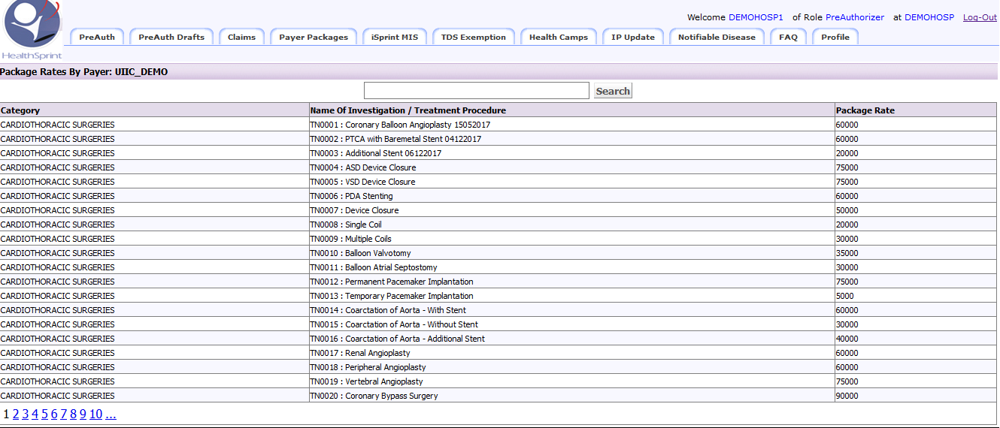 Welcome DEMOHOSP1 of Role PreAuthorizer at DEMOHOSP Log-Out
PreAuth PreAuth Drafts Claims Payer Packages iSprint MIS TDS Exemption Health Camps IP Update Notifiable Disease FAQ Profile
HealthSprint
Package Rates By Payer: UIIC_DEMO
Search
Category Name Of Investigation / Treatment Procedure Package Rate
CARDIOTHORACIC SURGERIES TN0001 : Coronary Balloon Angioplasty 15052017 60000
CARDIOTHORACIC SURGERIES TN0002 : PTCA with Baremetal Stent 04122017 60000
CARDIOTHORACIC SURGERIES TN0003 : Additional Stent 06122017 20000
CARDIOTHORACIC SURGERIES TN0004 : ASD Device Closure 75000
CARDIOTHORACIC SURGERIES TN0005 : VSD Device Closure 75000
CARDIOTHORACIC SURGERIES TN0006 : PDA Stenting 60000
CARDIOTHORACIC SURGERIES TN0007 : Device Closure 50000
CARDIOTHORACIC SURGERIES TN0008 : Single Coil 20000
CARDIOTHORACIC SURGERIES TN0009 : Multiple Coils 30000
CARDIOTHORACIC SURGERIES TN0010 : Balloon Valvotomy 35000
CARDIOTHORACIC SURGERIES TN0011 : Balloon Atrial Septostomy 30000
CARDIOTHORACIC SURGERIES TN0012 : Permanent Pacemaker Implantation 75000
CARDIOTHORACIC SURGERIES TN0013 : Temporary Pacemaker Implantation 5000
CARDIOTHORACIC SURGERIES TN0014 : Coarctation of Aorta - With Stent 60000
CARDIOTHORACIC SURGERIES TN0015 : Coarctation of Aorta - Without Stent 30000
CARDIOTHORACIC SURGERIES TN0016 : Coarctation of Aorta - Additional Stent 40000
CARDIOTHORACIC SURGERIES TN0017 : Renal Angioplasty 60000
CARDIOTHORACIC SURGERIES TN0018 : Peripheral Angioplasty 60000
CARDIOTHORACIC SURGERIES TN0019 : Vertebral Angioplasty 75000
CARDIOTHORACIC SURGERIES TN0020 : Coronary Bypass Surgery 90000
1 2 3 4 5 6 7 8 9 10 ...